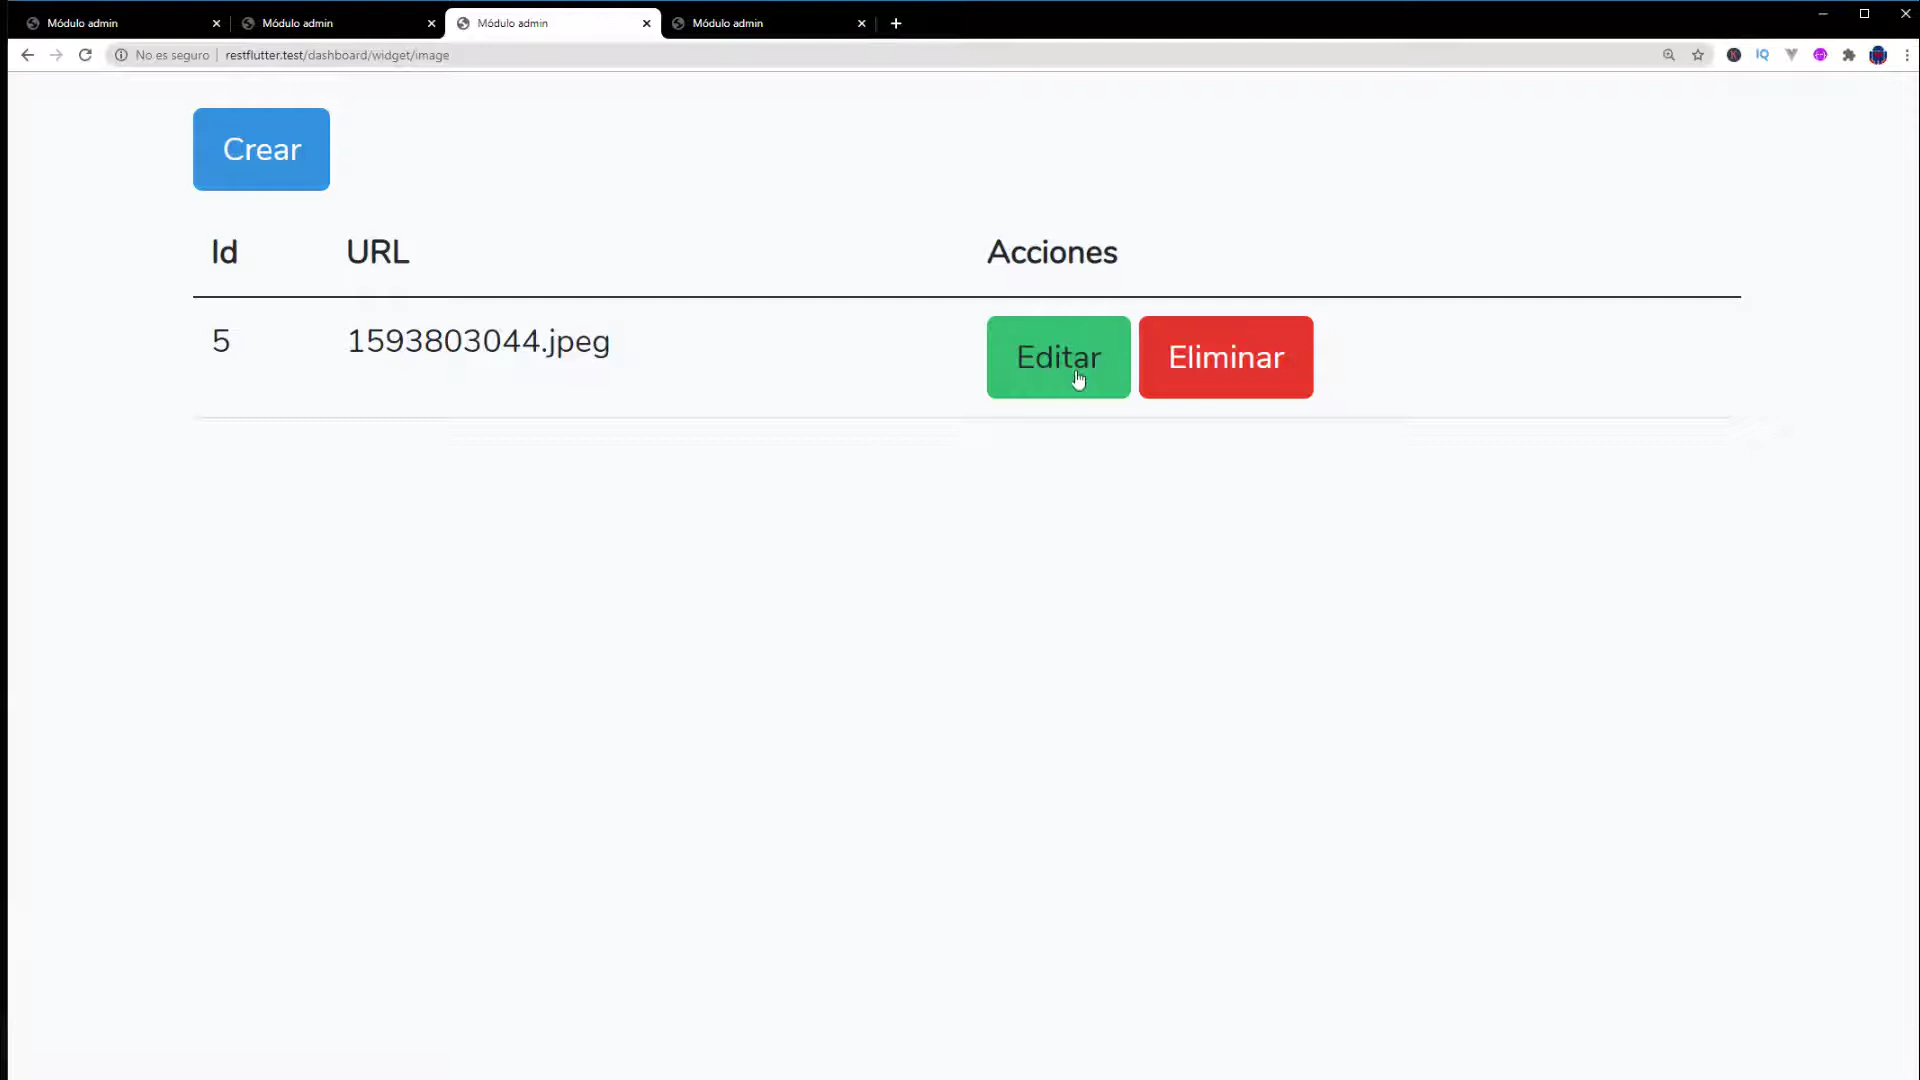 Módulo admin
Módulo admin
Módulo admin
Módulo admin
No es seguro | restflutter.test/dashboard/widget/image
IQ
Crear
Id URL Acciones
5 1593803044.jpeg Editar Eliminar